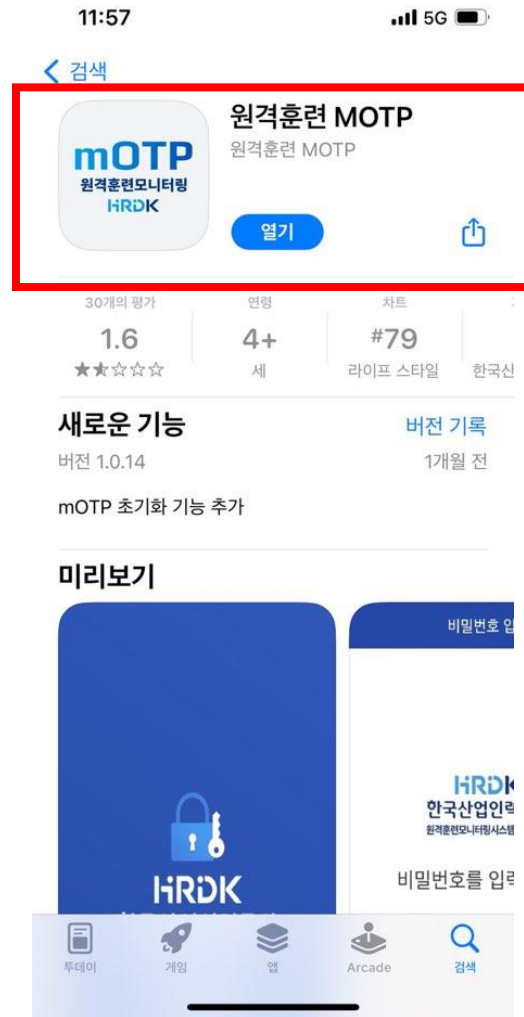 11:57
5G
검색
mOTP
원격훈련모니터링
HRDK
원격훈련 MOTP
원격훈련 MOTP
열기
30개의 평가
연령
차트
1.6
4+
#79
세
라이프 스타일
한국산
새로운 기능
버전 기록
버전 1.0.14
1개월 전
mOTP 초기화 기능 추가
미리보기
HRDK
비밀번호 입
HRDK
한국산업인력
원격훈련모니터링시스템
비밀번호를 입력
투데이
게임
앱
Arcade
검색